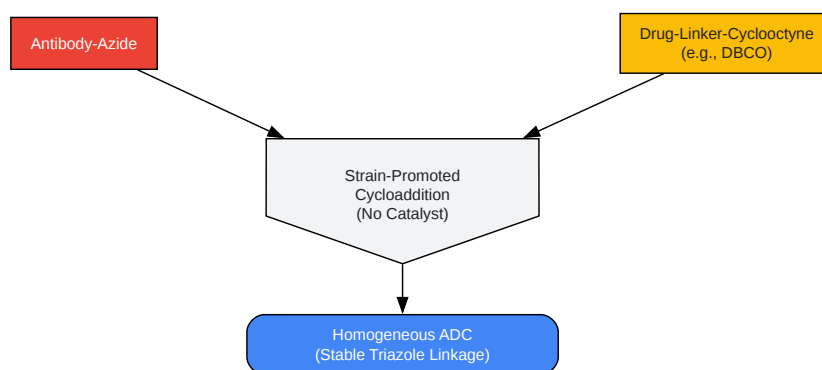 Antibody-Azide
Drug-Linker-Cyclooctyne
(e.g., DBCO)
Strain-Promoted
Cycloaddition
(No Catalyst)
Homogeneous ADC
(Stable Triazole Linkage)